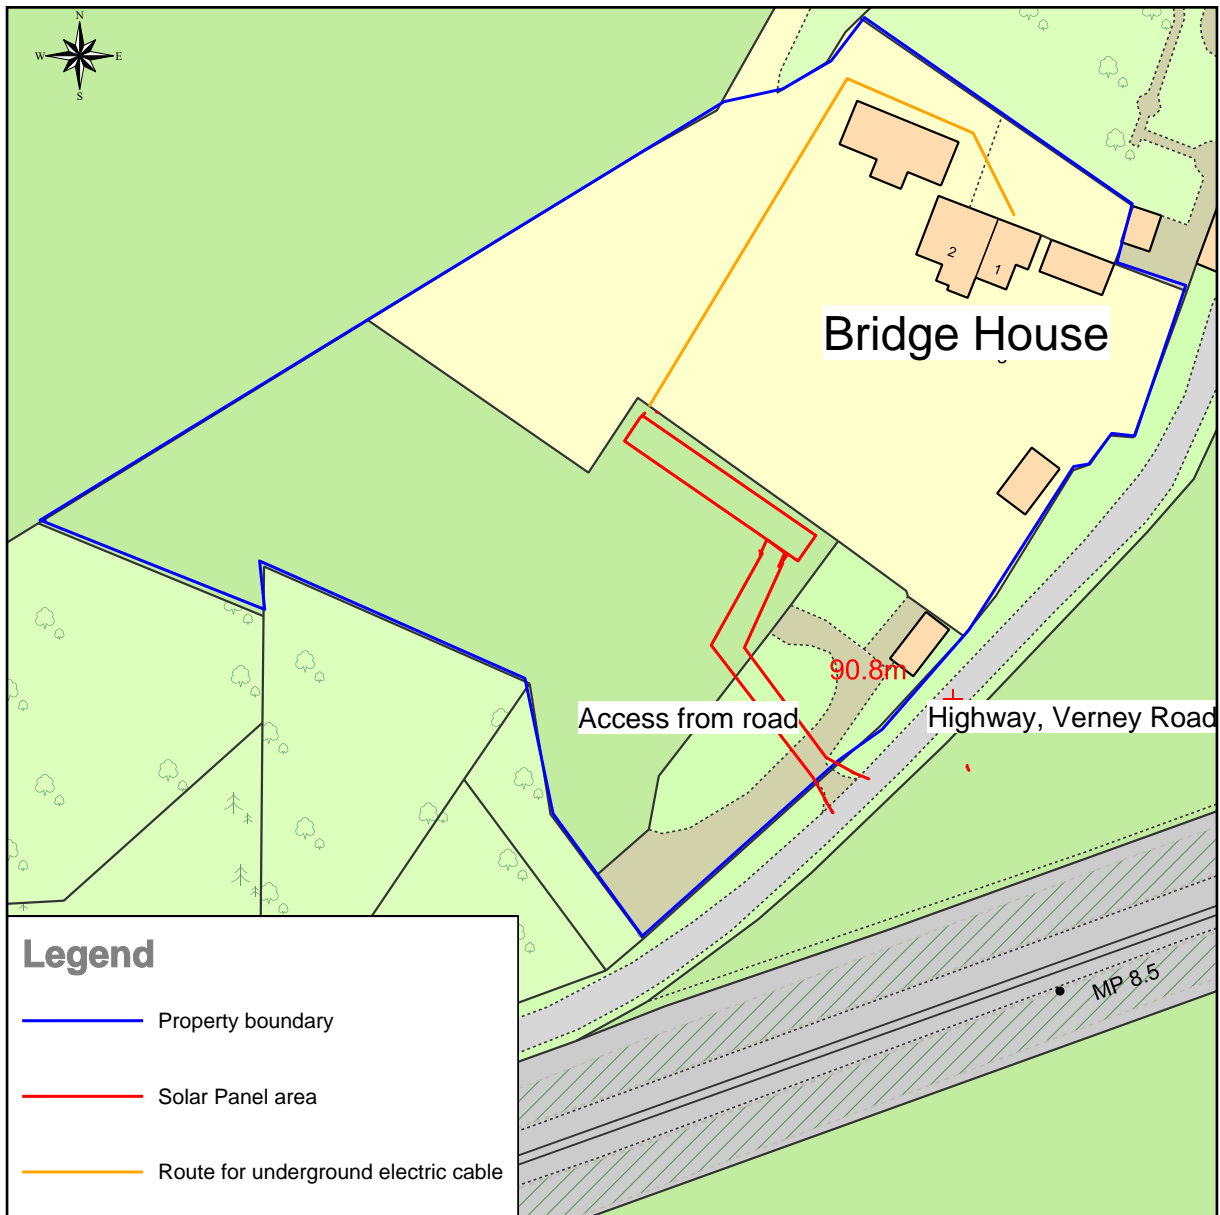 N
W E
S
2
1
Bridge House
90.8m
Access from road
Highway, Verney Road
MP 8.5
Legend
Property boundary
Solar Panel area
Route for underground electric cable